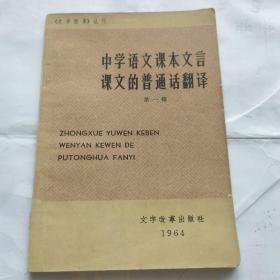 《文字改革》丛刊
中学语文课本文言
课文的普通话翻译
第一辑
ZHONGXUE YUWEN KEBEN
WENYAN KEWEN DE
PUTONGHUA FANYI
文字改革出版社
1964